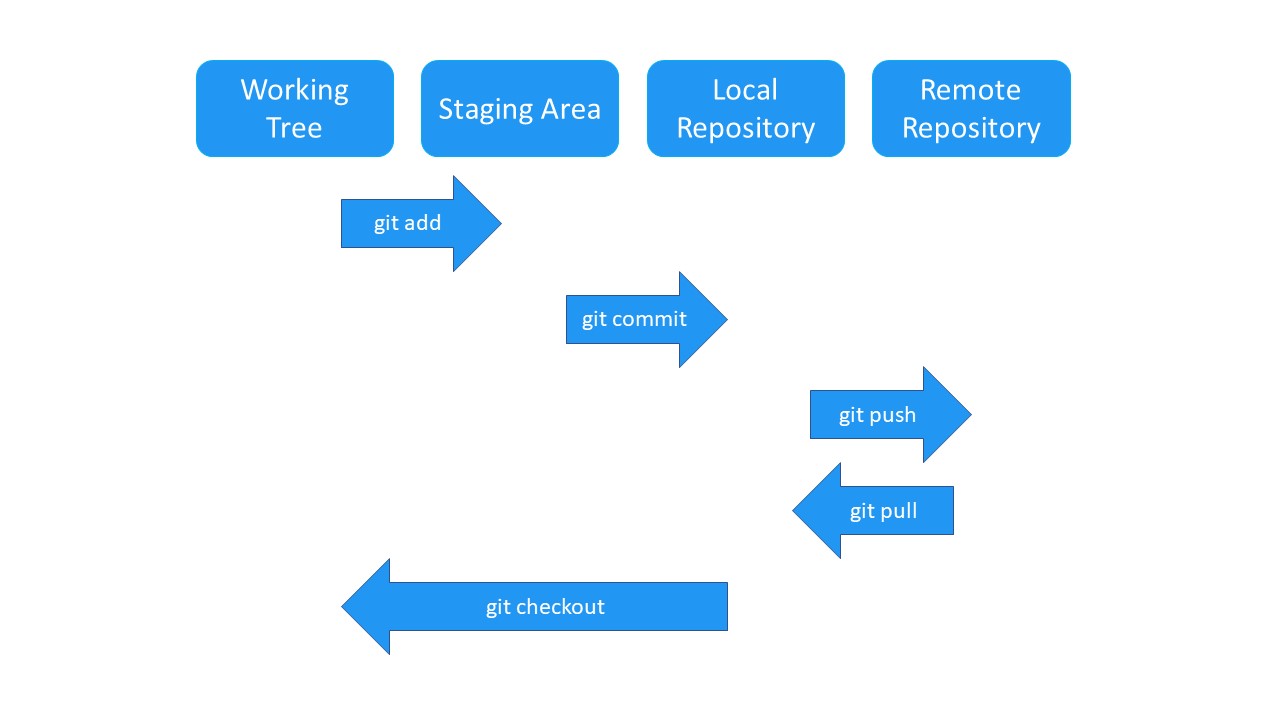 Working
Tree
Staging Area
Local
Repository
Remote
Repository
git add
git commit
git push
git pull
git checkout